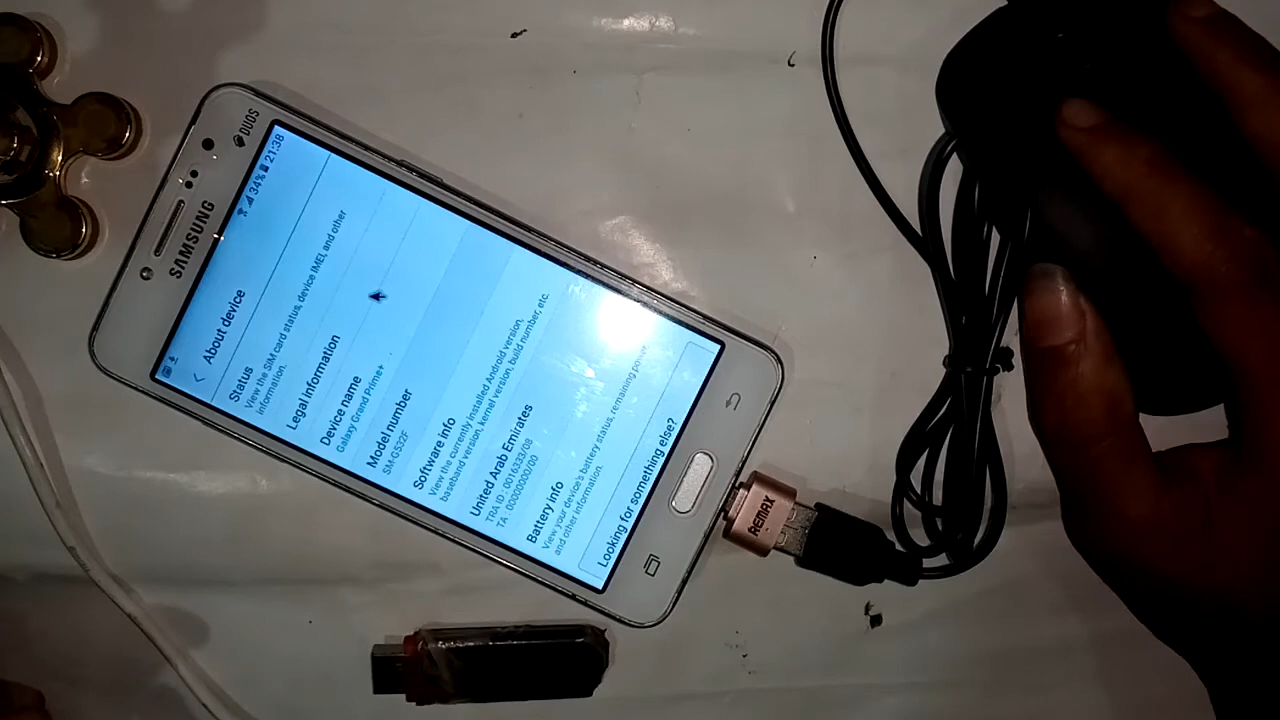 DUOS
SAMSUNG
34% 21:38
About device
Status
View the SIM card status, device IMEI, and other
information.
Legal information
Device name
Galaxy Grand Prime+
Model number
SM-G532F
Software info
View the currently installed Android version,
baseband version, kernel version, build number, etc.
United Arab Emirates
TRA ID : 0016333/08
TA : 0000000/00
Battery info
View your device's battery status, remaining power,
and other information.
Looking for something else?
REMAX